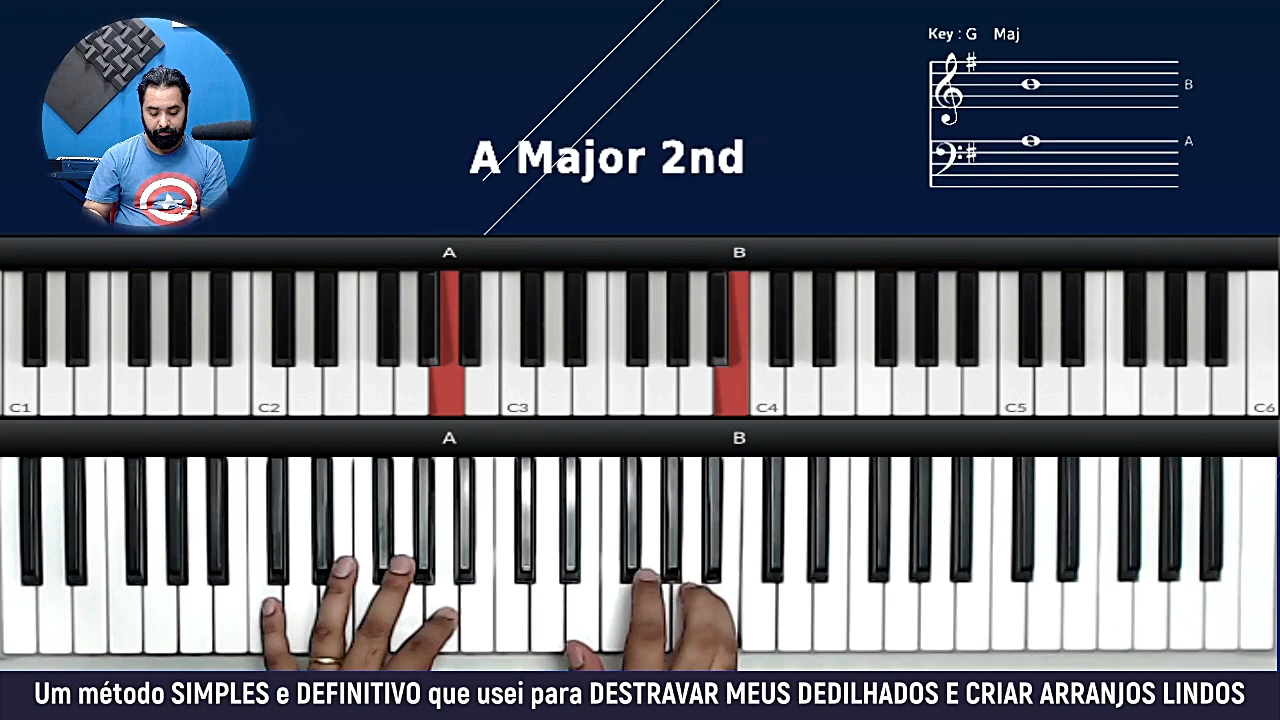 Key : G Maj
B
A
A Major 2nd
A B
C1 C2 C3 C4 C5 C6
A B
Um método SIMPLES e DEFINITIVO que usei para DESTRAVAR MEUS DEDILHADOS E CRIAR ARRANJOS LINDOS